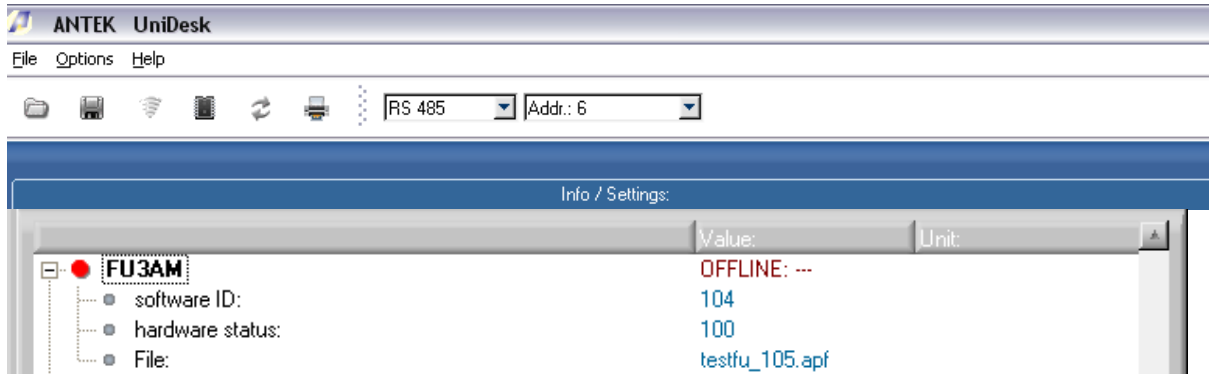 ANTEK UniDesk
File Options Help
RS 485 Addr.: 6
Info / Settings:
Value: Unit:
FU3AM OFFLINE: ---
software ID: 104
hardware status: 100
File: testfu_105.apf